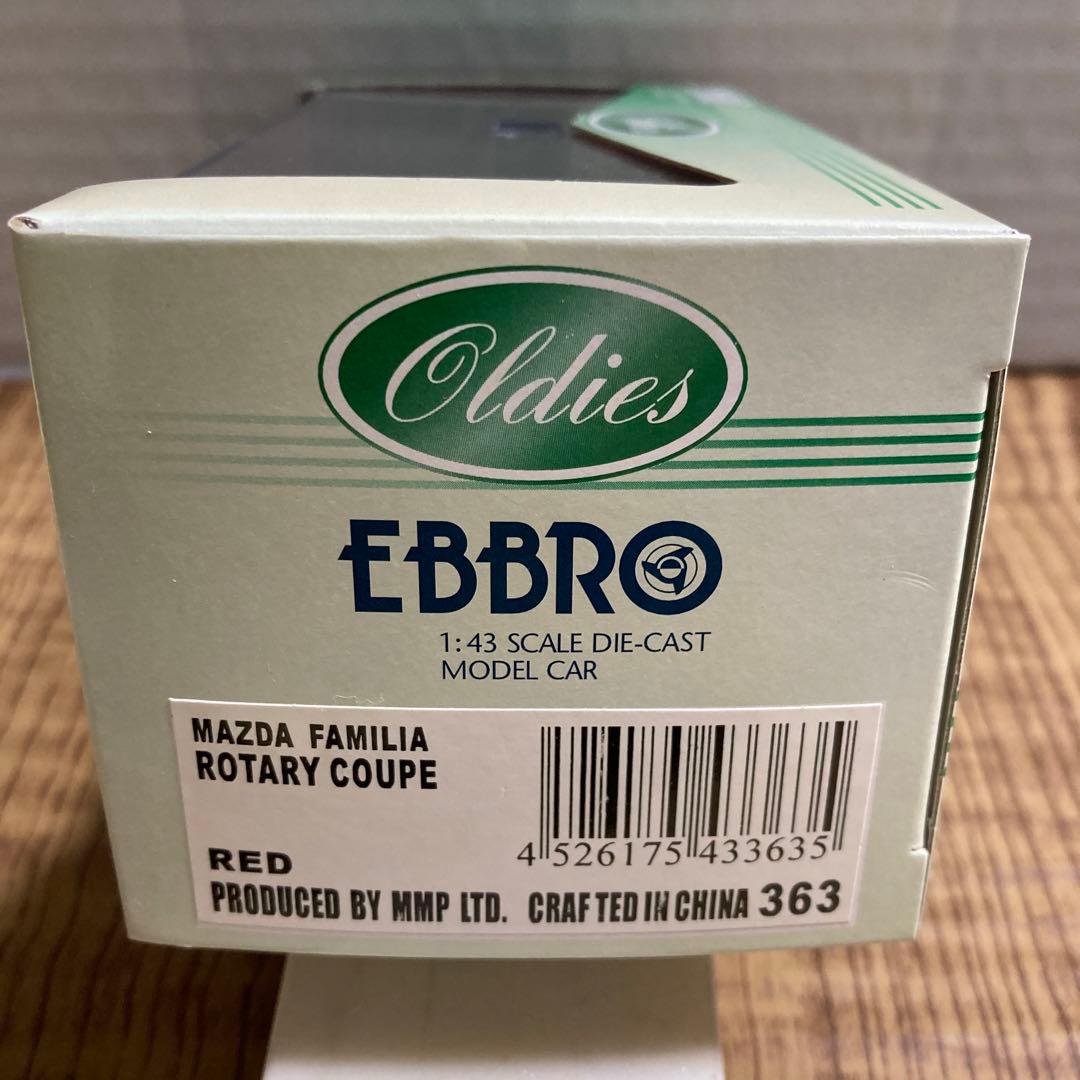 Oldies
EBBRO
1:43 SCALE DIE-CAST
MODEL CAR
MAZDA FAMILIA
ROTARY COUPE
4 526175 433635
RED
PRODUCED BY MMP LTD. CRAFTED IN CHINA 363